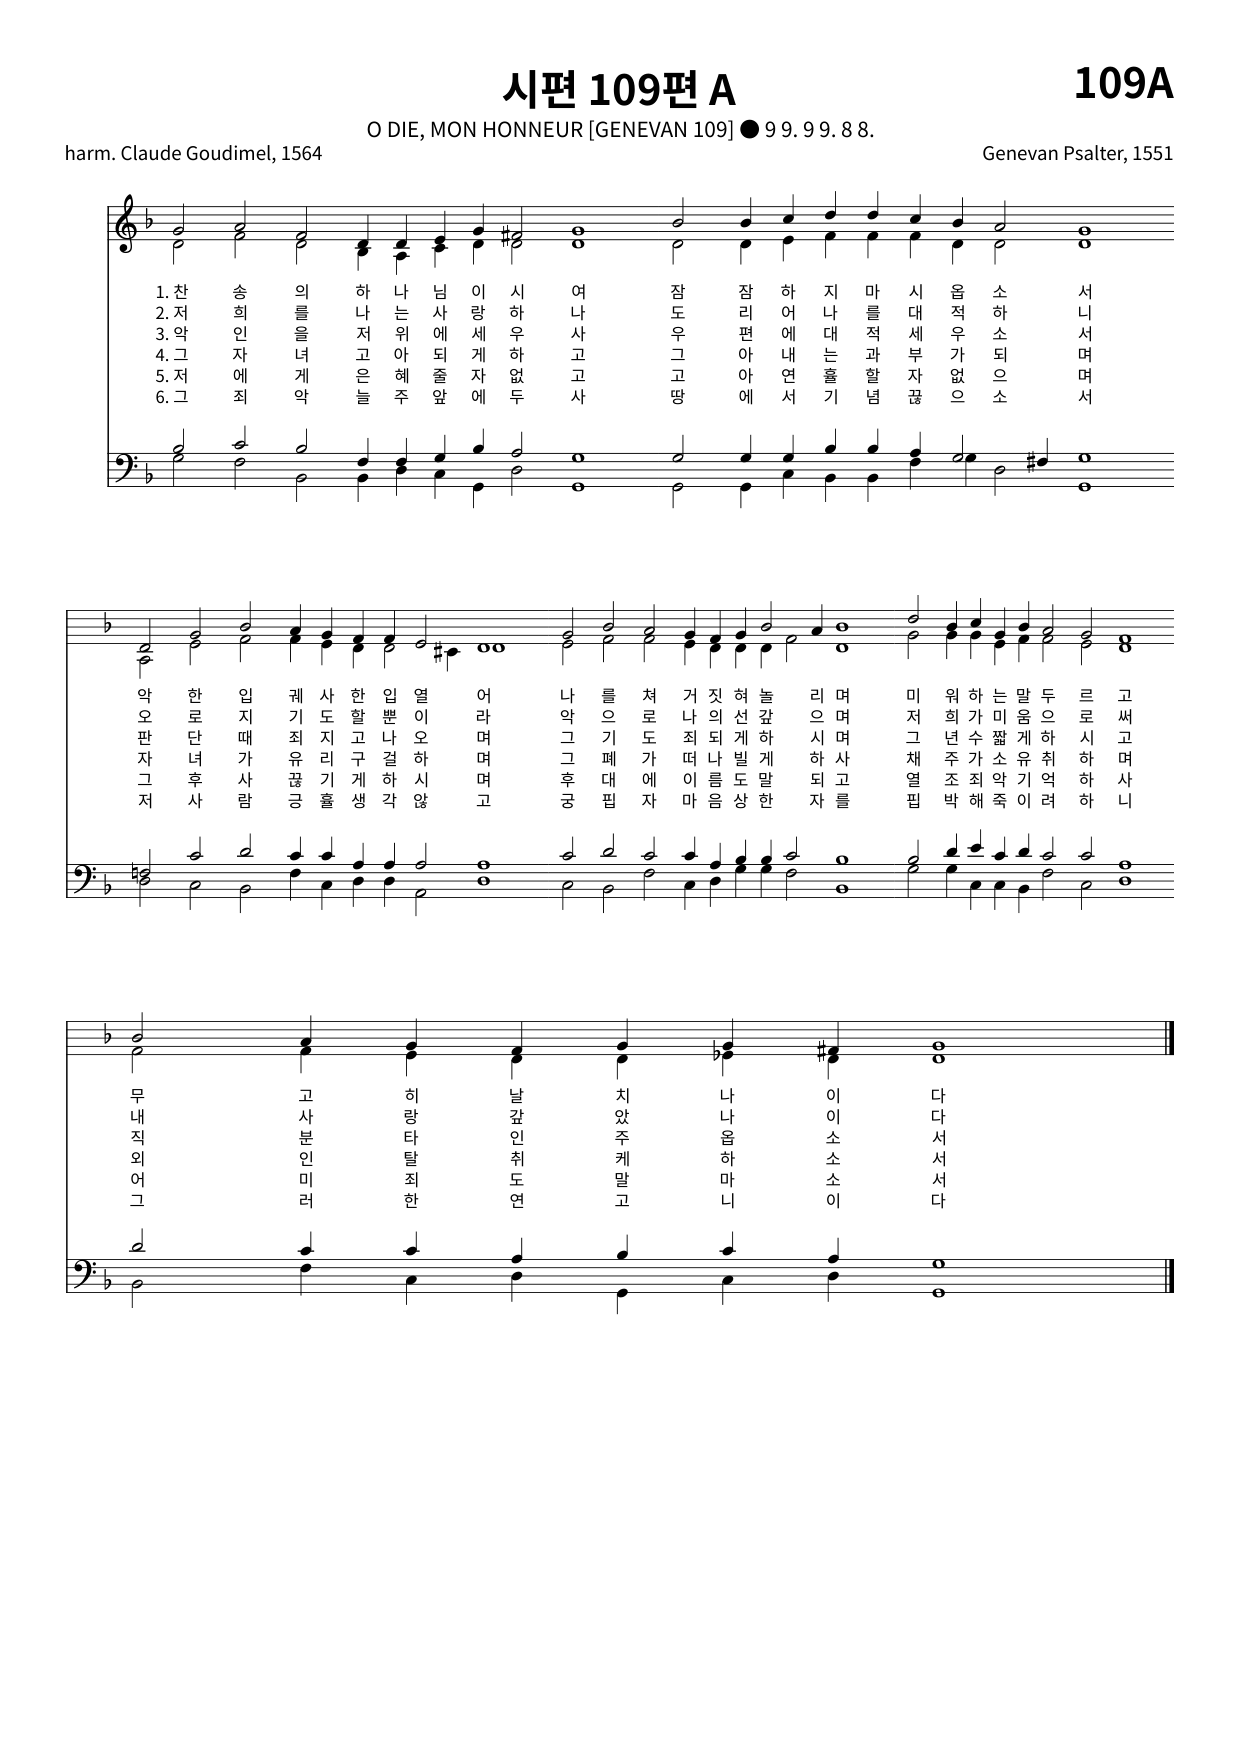 시편 109편 A
109A
O DIE, MON HONNEUR [GENEVAN 109] ● 9 9. 9 9. 8 8.
harm. Claude Goudimel, 1564
Genevan Psalter, 1551
1. 찬 송 의 하 나 님 이 시 여 잠 잠 하 지 마 시 옵 소 서
2. 저 희 를 나 는 사 랑 하 나 도 리 어 나 를 대 적 하 니
3. 악 인 을 저 위 에 세 우 사 우 편 에 대 적 세 우 소 서
4. 그 자 녀 고 아 되 게 하 고 그 아 내 는 과 부 가 되 며
5. 저 에 게 은 혜 줄 자 없 고 고 아 연 휼 할 자 없 으 며
6. 그 죄 악 늘 주 앞 에 두 사 땅 에 서 기 념 끊 으 소 서
악 한 입 궤 사 한 입 열 어 나 를 쳐 거 짓 혀 놀 리 며 미 워 하 는 말 두 르 고
오 로 지 기 도 할 뿐 이 라 악 으 로 나 의 선 갚 으 며 저 희 가 미 움 으 로 써
판 단 때 죄 지 고 나 오 며 그 기 도 죄 되 게 하 시 며 그 년 수 짧 게 하 시 고
자 녀 가 유 리 구 걸 하 며 그 폐 가 떠 나 빌 게 하 사 채 주 가 소 유 취 하 며
그 후 사 끊 기 게 하 시 며 후 대 에 이 름 도 말 되 고 열 조 죄 악 기 억 하 사
저 사 람 긍 휼 생 각 않 고 궁 핍 자 마 음 상 한 자 를 핍 박 해 죽 이 려 하 니
무 고 히 날 치 나 이 다
내 사 랑 갚 았 나 이 다
직 분 타 인 주 옵 소 서
외 인 탈 취 케 하 소 서
어 미 죄 도 말 마 소 서
그 러 한 연 고 니 이 다